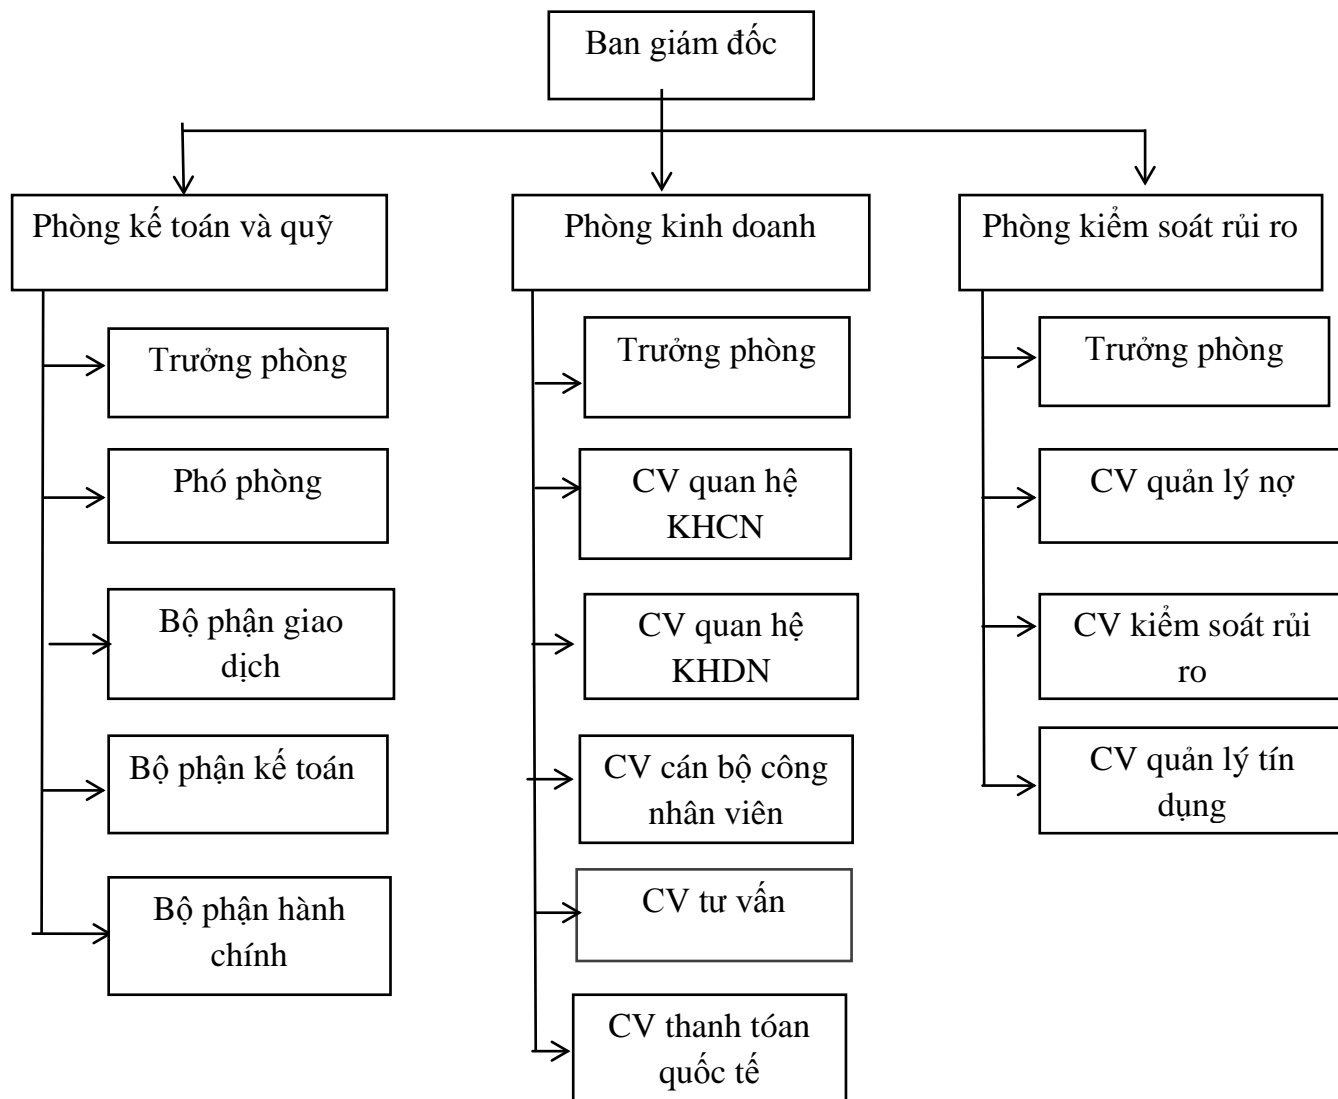 Ban giám đốc
Phòng kế toán và quỹ
Phòng kinh doanh
Phòng kiểm soát rủi ro
Trưởng phòng
Phó phòng
Bộ phận giao
dịch
Bộ phận kế toán
Bộ phận hành
chính
Trưởng phòng
CV quan hệ
KHCN
CV quan hệ
KHDN
CV cán bộ công
nhân viên
CV tư vấn
CV thanh tóan
quốc tế
Trưởng phòng
CV quản lý nợ
CV kiểm soát rủi
ro
CV quản lý tín
dụng